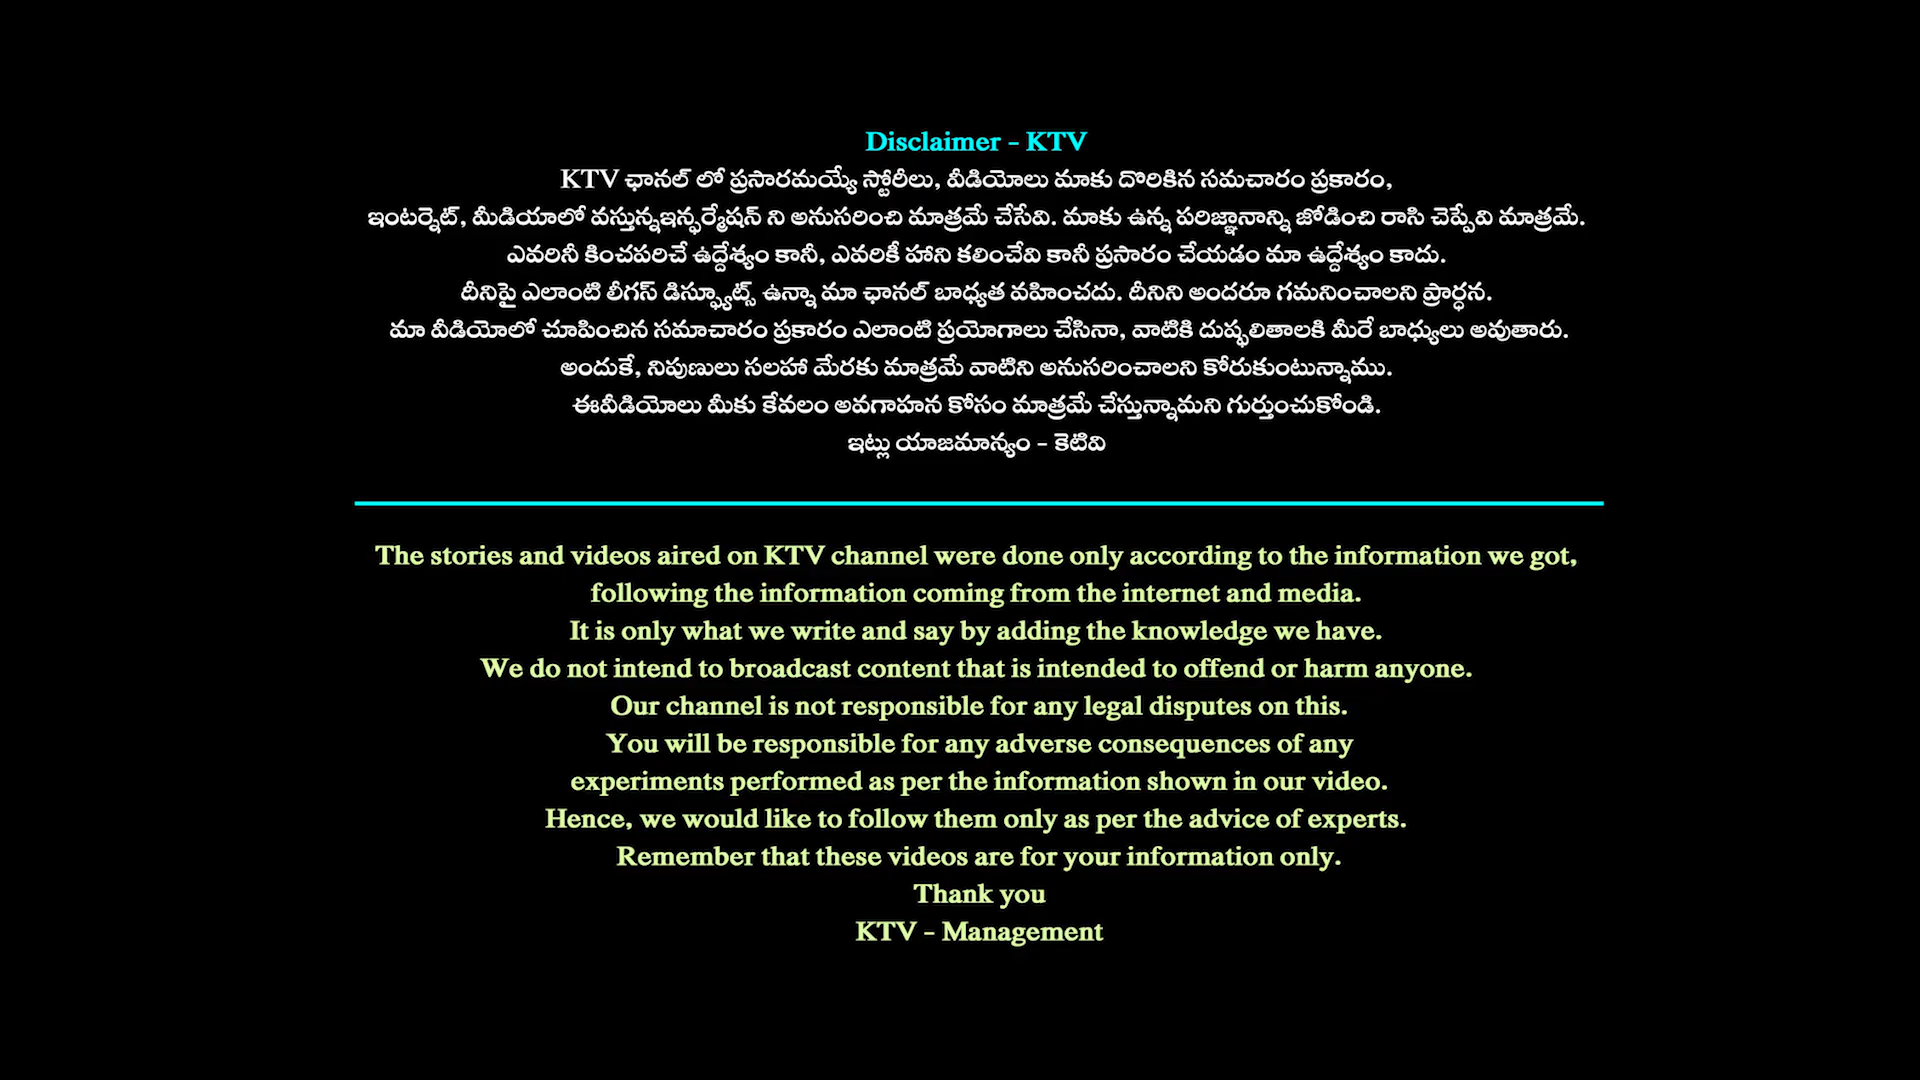 Disclaimer - KTV
KTV ఛానల్ లో ప్రసారమయ్యే స్టోరీలు, వీడియోలు మాకు దొరికిన సమచారం ప్రకారం,
ఇంటర్నెట్, మీడియాలో వస్తున్నఇన్ఫర్మేషన్ ని అనుసరించి మాత్రమే చేసేవి. మాకు ఉన్న పరిజ్ఞానాన్ని జోడించి రాసి చెప్పేవి మాత్రమే.
ఎవరినీ కించపరిచే ఉద్దేశ్యం కానీ, ఎవరికీ హాని కలించేవి కానీ ప్రసారం చేయడం మా ఉద్దేశ్యం కాదు.
దీనిపై ఎలాంటి లీగస్ డిస్ఫ్యూట్స్ ఉన్నా మా ఛానల్ బాధ్యత వహించదు. దీనిని అందరూ గమనించాలని ప్రార్ధన.
మా వీడియోలో చూపించిన సమాచారం ప్రకారం ఎలాంటి ప్రయోగాలు చేసినా, వాటికి దుష్ఫలితాలకి మీరే బాధ్యులు అవుతారు.
అందుకే, నిపుణులు సలహా మేరకు మాత్రమే వాటిని అనుసరించాలని కోరుకుంటున్నాము.
ఈవీడియోలు మీకు కేవలం అవగాహన కోసం మాత్రమే చేస్తున్నామని గుర్తుంచుకోండి.
ఇట్లు యాజమాన్యం - కెటివి
The stories and videos aired on KTV channel were done only according to the information we got,
following the information coming from the internet and media.
It is only what we write and say by adding the knowledge we have.
We do not intend to broadcast content that is intended to offend or harm anyone.
Our channel is not responsible for any legal disputes on this.
You will be responsible for any adverse consequences of any
experiments performed as per the information shown in our video.
Hence, we would like to follow them only as per the advice of experts.
Remember that these videos are for your information only.
Thank you
KTV - Management